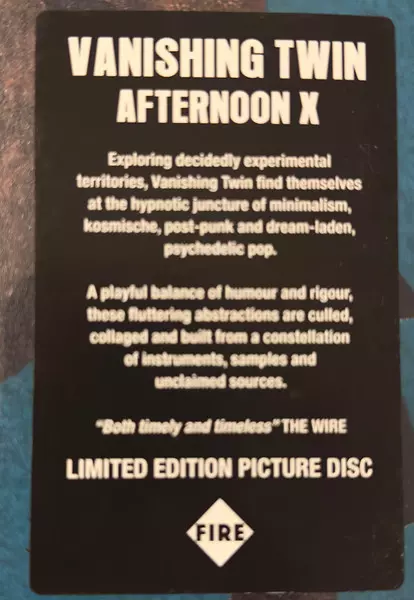 VANISHING TWIN
AFTERNOON X
Exploring decidedly experimental
territories, Vanishing Twin find themselves
at the hypnotic juncture of minimalism,
kosmische, post-punk and dream-laden,
psychedelic pop.
A playful balance of humour and rigour,
these fluttering abstractions are culled,
collaged and built from a constellation
of instruments, samples and
unclaimed sources.
"Both timely and timeless" THE WIRE
LIMITED EDITION PICTURE DISC
FIRE